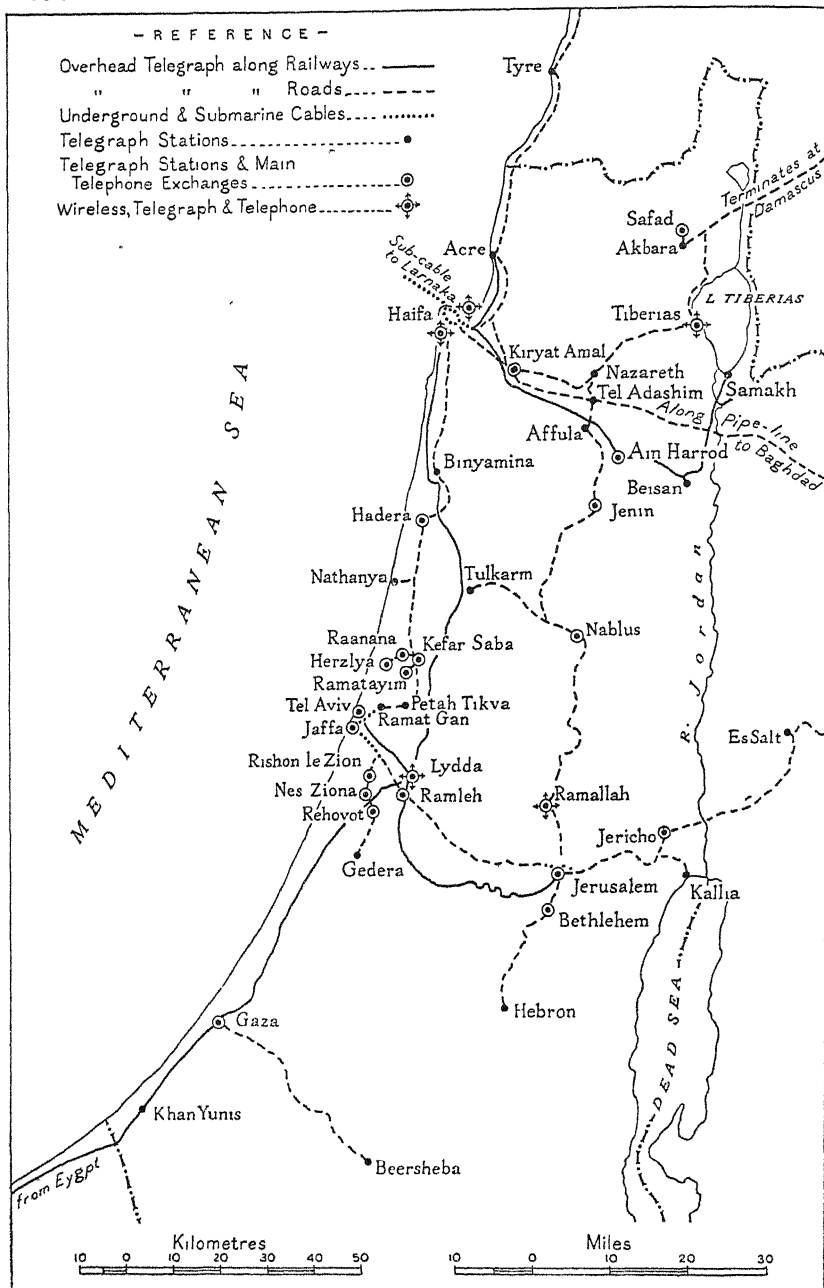 - REFERENCE -
Overhead Telegraph along Railways
" " " Roads
Underground & Submarine Cables
Telegraph Stations
Telegraph Stations & Main
Telephone Exchanges
Wireless, Telegraph & Telephone
Tyre
Terminates at
Damascus
Safad
Akbara
Acre
Sub-cable
to Larnaka
L TIBERIAS
Haifa
Tiberias
Kiryat Amal
Nazareth
Samakh
Tel Adashim
Along Pipe-line
to Baghdad
Affula
Ain Harrod
Beisan
Binyamina
MEDITERRANEAN SEA
Hadera
Jenin
Nathanya
Tulkarm
R. Jordan
Nablus
Raanana
Kefar Saba
Herzlya
Ramatayim
Tel Aviv
Petah Tikva
Ramat Gan
Jaffa
Es Salt
Rishon le Zion
Lydda
Nes Ziona
Ramleh
Ramallah
Rehovot
Jericho
Gedera
Jerusalem
Kallia
Bethlehem
DEAD SEA
Hebron
Gaza
Khan Yunis
Beersheba
from Eygpt
Kilometres
Miles
10 0 10 20 30 40 50
10 0 10 20 30